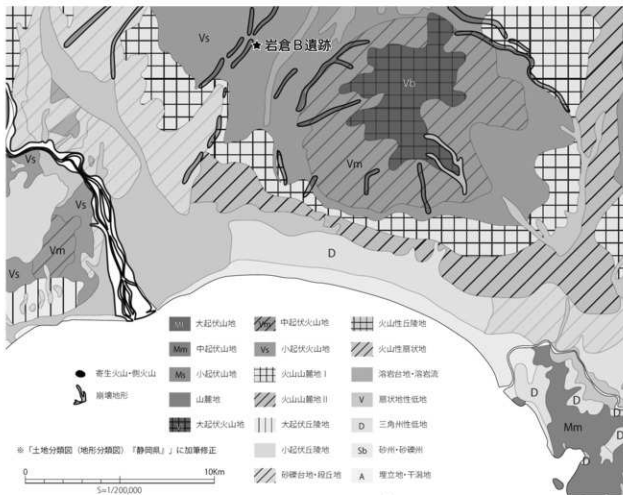 Vs
★岩倉B遺跡
Vb
Vs
Vm
Vs
Vm
D
Vs
Ml 大起伏山地
Vm 中起伏火山地
火山性丘陵地
Mm 中起伏山地
Vs 小起伏火山地
火山性扇状地
Ms 小起伏山地
火山山麓地Ⅰ
溶岩台地・溶岩流
山麓地
火山山麓地Ⅱ
V 扇状地性低地
大起伏火山地
大起伏丘陵地
D 三角州性低地
小起伏丘陵地
Sb 砂州・砂礫州
砂礫台地・段丘地
A 埋立地・干潟地
寄生火山・側火山
崩壊地形
D
D
D
D
Mm
D
※「土地分類図(地形分類図)『静岡県』」に加筆修正
0 10Km
S=1/200,000